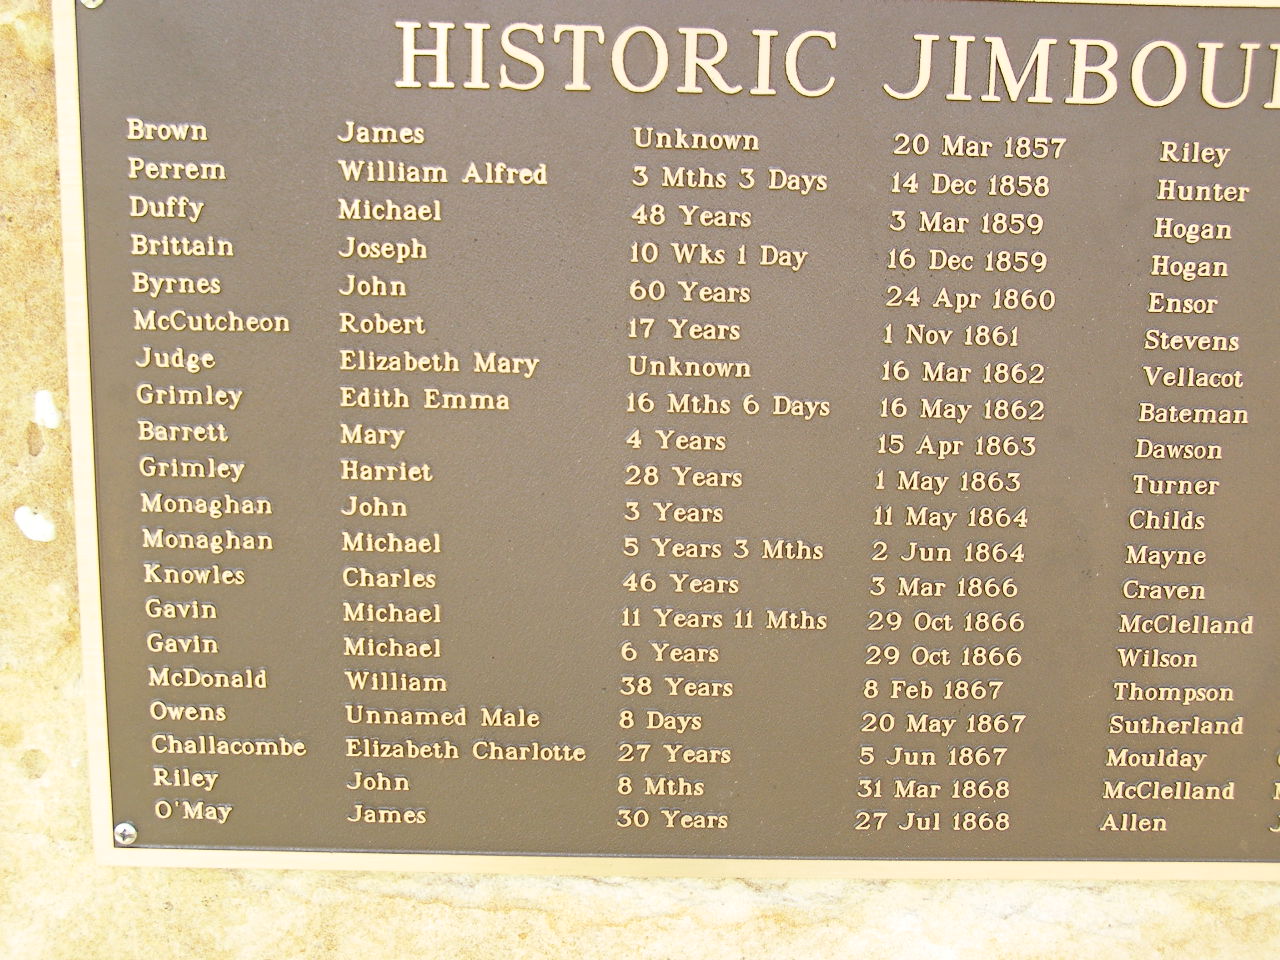 HISTORIC JIMBOU
Brown James Unknown 20 Mar 1857 Riley
Perrem William Alfred 3 Mths 3 Days 14 Dec 1858 Hunter
Duffy Michael 48 Years 3 Mar 1859 Hogan
Brittain Joseph 10 Wks 1 Day 16 Dec 1859 Hogan
Byrnes John 60 Years 24 Apr 1860 Ensor
McCutcheon Robert 17 Years 1 Nov 1861 Stevens
Judge Elizabeth Mary Unknown 16 Mar 1862 Vellacot
Grimley Edith Emma 16 Mths 6 Days 16 May 1862 Bateman
Barrett Mary 4 Years 15 Apr 1863 Dawson
Grimley Harriet 28 Years 1 May 1863 Turner
Monaghan John 3 Years 11 May 1864 Childs
Monaghan Michael 5 Years 3 Mths 2 Jun 1864 Mayne
Knowles Charles 46 Years 3 Mar 1866 Craven
Gavin Michael 11 Years 11 Mths 29 Oct 1866 McClelland
Gavin Michael 6 Years 29 Oct 1866 Wilson
McDonald William 38 Years 8 Feb 1867 Thompson
Owens Unnamed Male 8 Days 20 May 1867 Sutherland
Challacombe Elizabeth Charlotte 27 Years 5 Jun 1867 Moulday
Riley John 8 Mths 31 Mar 1868 McClelland
O'May James 30 Years 27 Jul 1868 Allen